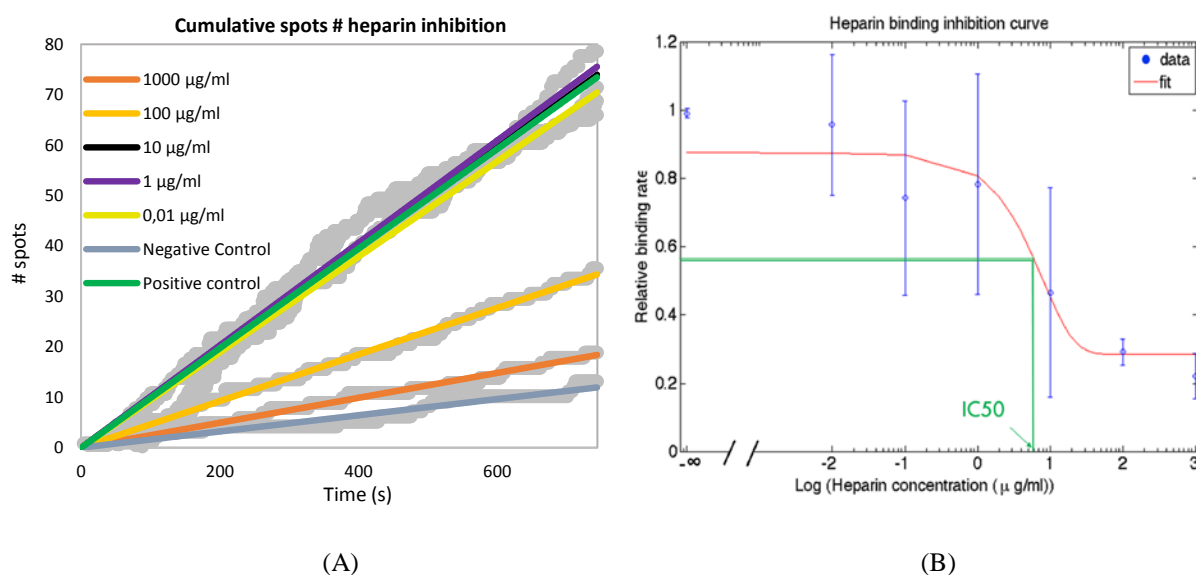 Cumulative spots # heparin inhibition
80
70
60
50
40
30
20
10
0
# spots
1000 µg/ml
100 µg/ml
10 µg/ml
1 µg/ml
0,01 µg/ml
Negative Control
Positive control
0
200
400
600
Time (s)
(A)
Heparin binding inhibition curve
1.2
1
0.8
0.6
0.4
0.2
0
Relative binding rate
data
fit
IC50
-∞
-2
-1
0
1
2
3
Log (Heparin concentration (µ g/ml))
(B)